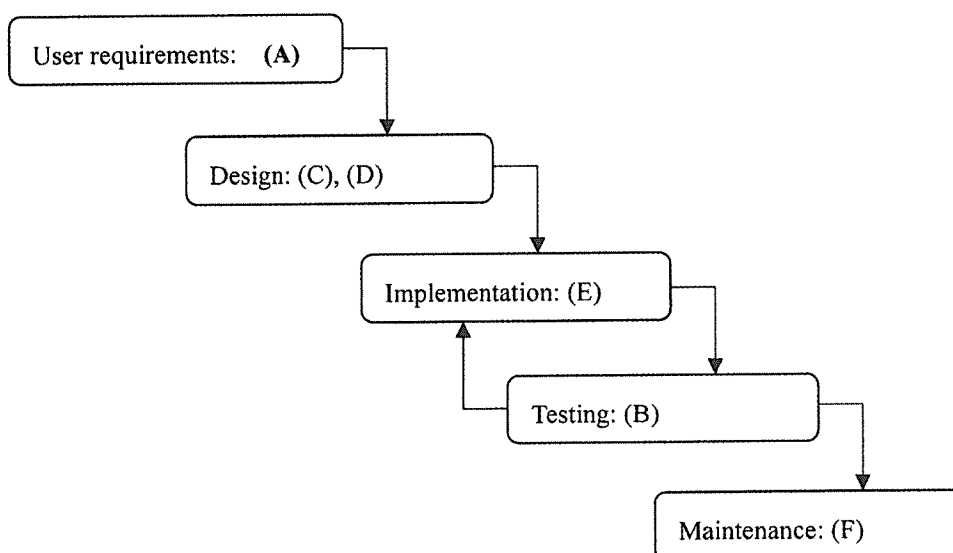 User requirements: (A)
Design: (C), (D)
Implementation: (E)
Testing: (B)
Maintenance: (F)